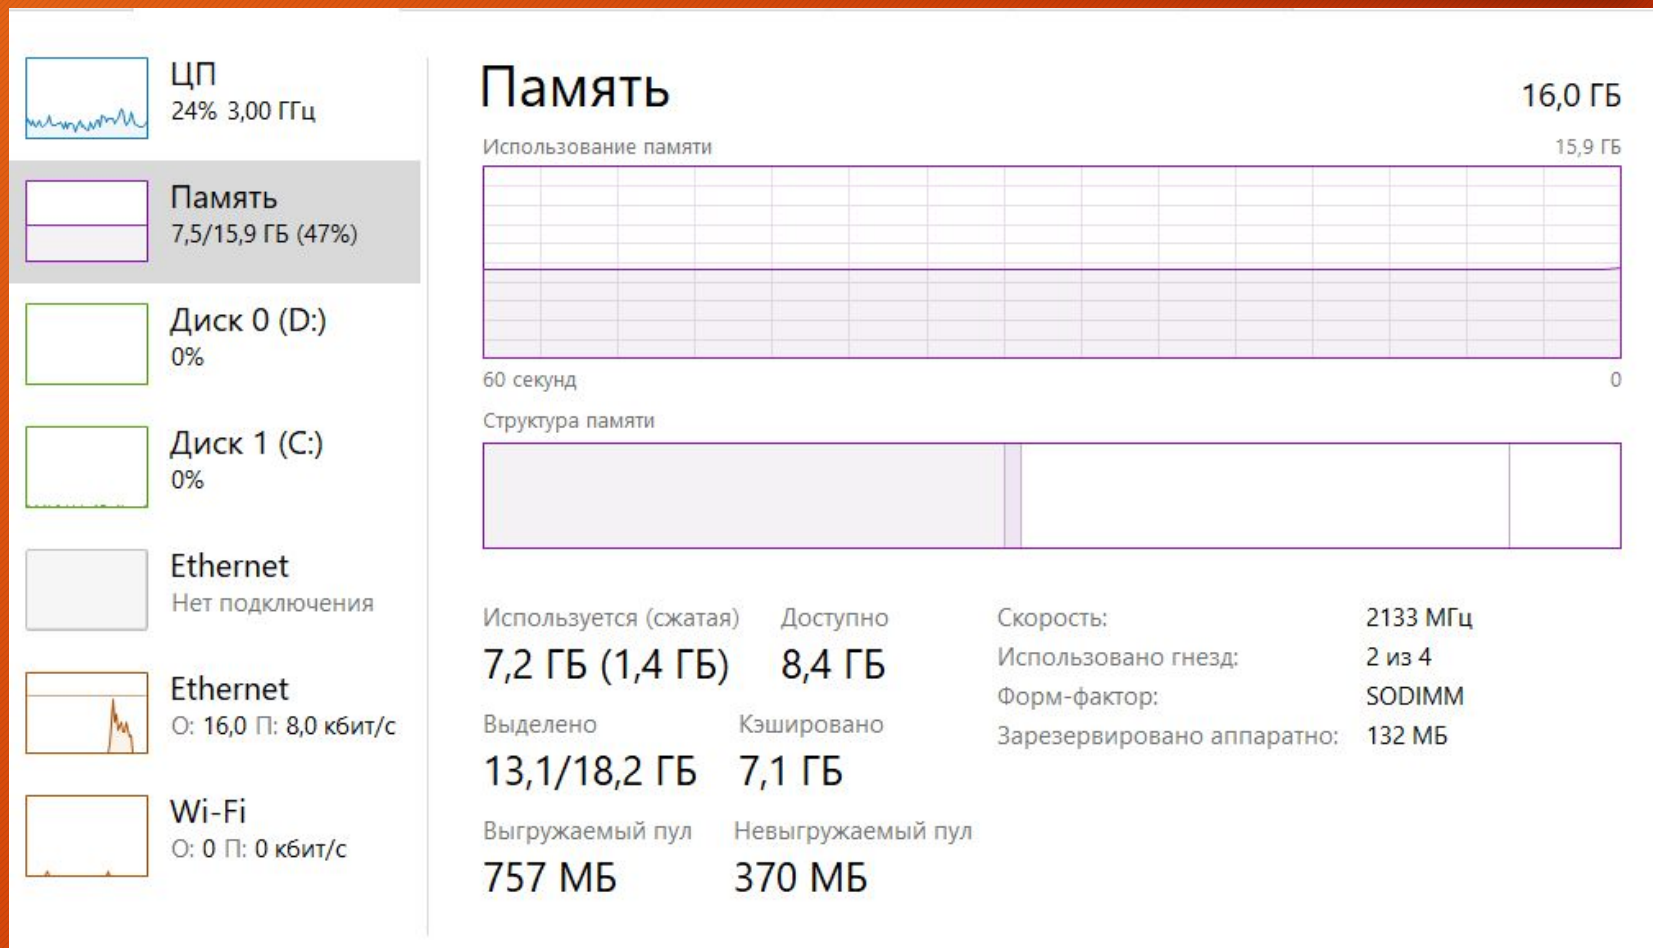 ЦП
24% 3,00 ГГц
Память
7,5/15,9 ГБ (47%)
Диск 0 (D:)
0%
Диск 1 (C:)
0%
Ethernet
Нет подключения
Ethernet
О: 16,0 П: 8,0 кбит/с
Wi-Fi
О: 0 П: 0 кбит/с
Память
16,0 ГБ
Использование памяти
15,9 ГБ
60 секунд
0
Структура памяти
Используется (сжатая)
7,2 ГБ (1,4 ГБ)
Доступно
8,4 ГБ
Выделено
13,1/18,2 ГБ
Кэшировано
7,1 ГБ
Выгружаемый пул
757 МБ
Невыгружаемый пул
370 МБ
Скорость: 2133 МГц
Использовано гнезд: 2 из 4
Форм-фактор: SODIMM
Зарезервировано аппаратно: 132 МБ